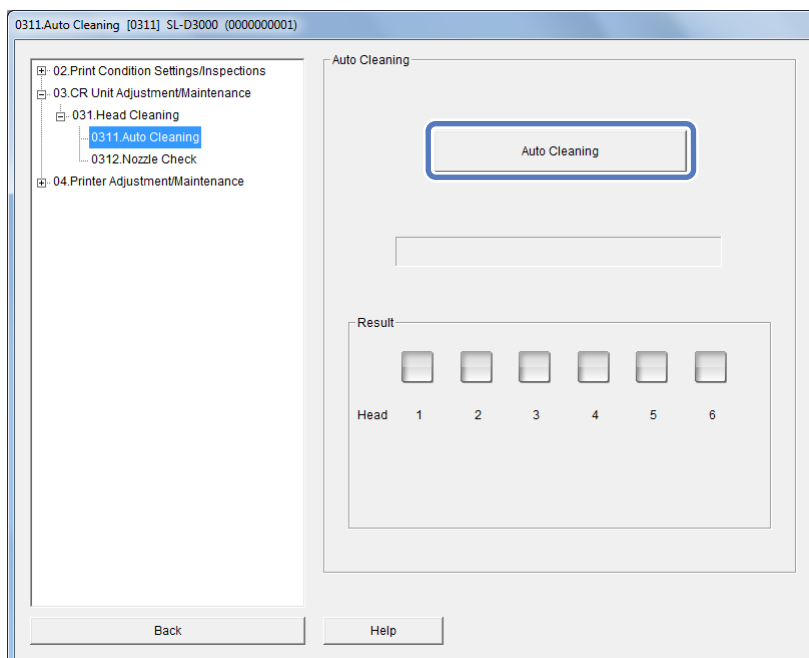 0311.Auto Cleaning [0311] SL-D3000 (0000000001)
02.Print Condition Settings/Inspections
03.CR Unit Adjustment/Maintenance
031.Head Cleaning
0311.Auto Cleaning
0312.Nozzle Check
04.Printer Adjustment/Maintenance
Back
Auto Cleaning
Auto Cleaning
Result
Head 1 2 3 4 5 6
Help